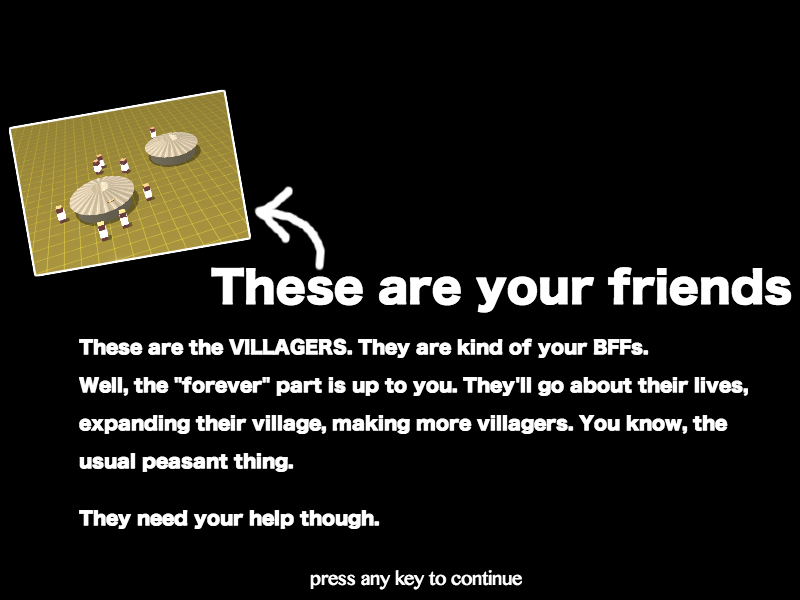 These are your friends
These are the VILLAGERS. They are kind of your BFFs.
Well, the "forever" part is up to you. They'll go about their lives,
expanding their village, making more villagers. You know, the
usual peasant thing.
They need your help though.
press any key to continue